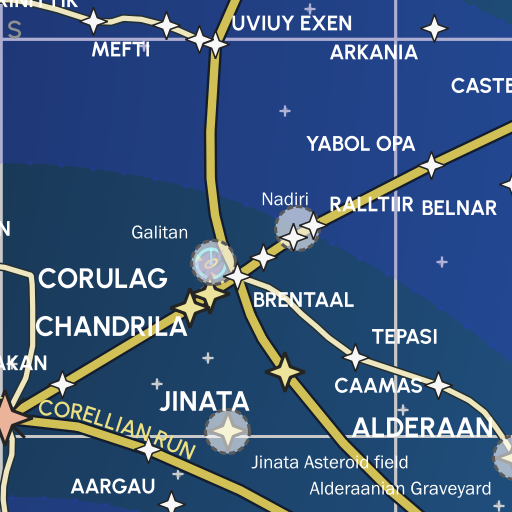 S
UVIUY EXEN
MEFTI
ARKANIA
CASTE
YABOL OPA
Nadiri
RALLTIIR
BELNAR
Galitan
N
CORULAG
BRENTAAL
CHANDRILA
TEPASI
AKAN
CAAMAS
JINATA
CORELLIAN RUN
ALDERAAN
Jinata Asteroid field
AARGAU
Alderaanian Graveyard